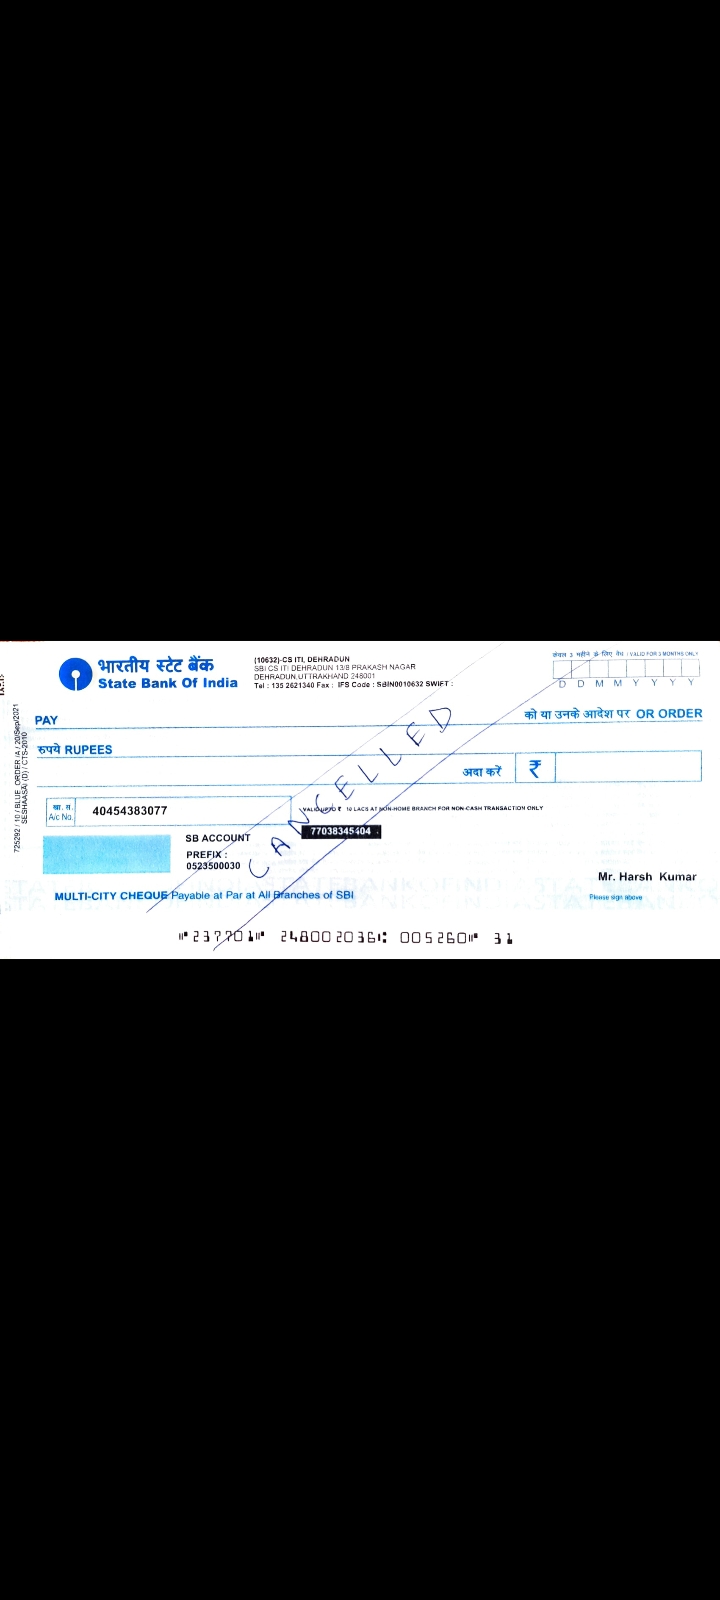 भारतीय स्टेट बैंक
State Bank Of India
(10632)-CS ITI, DEHRADUN
SBI CS ITI DEHRADUN 13/8 PRAKASH NAGAR
DEHRADUN,UTTRAKHAND 248001
Tel : 135 2621340 Fax : IFS Code : SBIN0010632 SWIFT :
केवल 3 महीने के लिए वैध / VALID FOR 3 MONTHS ONLY
D D M M Y Y Y Y
PAY
को या उनके आदेश पर OR ORDER
रुपये RUPEES
अदा करें ₹
CANCELLED
खा. सं.
A/c No.
40454383077
VALID UPTO ₹ 10 LACS AT NON-HOME BRANCH FOR NON-CASH TRANSACTION ONLY
77038345404
SB ACCOUNT
PREFIX :
0523500030
Mr. Harsh Kumar
MULTI-CITY CHEQUE Payable at Par at All Branches of SBI
Please sign above
725292 / 10 / BLUE_ORDER /A / 20/Sep/2021
SESHAASAI (D) / CTS-2010
⑈237701⑈ 248002036⑆ 005260⑈ 31